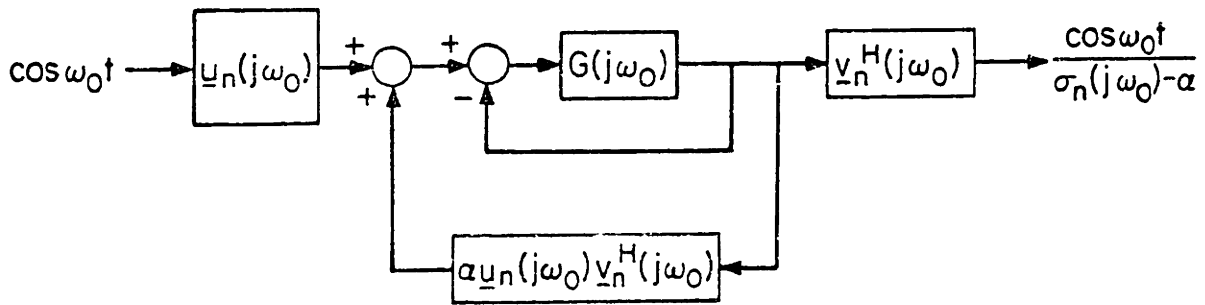 cos ω₀t
u̲ₙ(jω₀)
+
+
+
−
G(jω₀)
v̲ₙᴴ(jω₀)
cos ω₀t
σₙ(jω₀)-α
αu̲ₙ(jω₀)v̲ₙᴴ(jω₀)